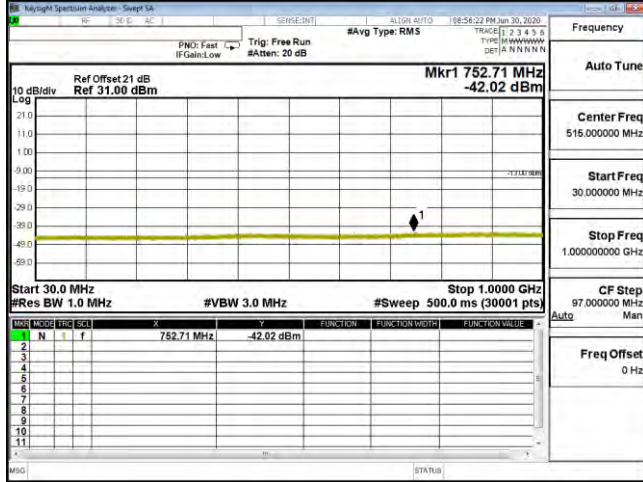 Keysight Spectrum Analyzer - Swept SA
RF 50 Ω AC SENSE:INT ALIGN AUTO 08:56:22 PM Jun 30, 2020
#Avg Type: RMS TRACE 1 2 3 4 5 6
PNO: Fast Trig: Free Run TYPE M WWWWW
IFGain:Low #Atten: 20 dB DET A N N N N N
Mkr1 752.71 MHz
Ref Offset 21 dB
10 dB/div Ref 31.00 dBm -42.02 dBm
Log
21.0
11.0
1.00
-9.00
-13.00 dBm
-19.0
-29.0
1
-39.0
-49.0
-59.0
Start 30.0 MHz Stop 1.0000 GHz
#Res BW 1.0 MHz #VBW 3.0 MHz #Sweep 500.0 ms (30001 pts)
MKR MODE TRC SCL X Y FUNCTION FUNCTION WIDTH FUNCTION VALUE
1 N 1 f 752.71 MHz -42.02 dBm
2
3
4
5
6
7
8
9
10
11
MSG STATUS
Frequency
Auto Tune
Center Freq
515.000000 MHz
Start Freq
30.000000 MHz
Stop Freq
1.000000000 GHz
CF Step
97.000000 MHz
Auto Man
Freq Offset
0 Hz